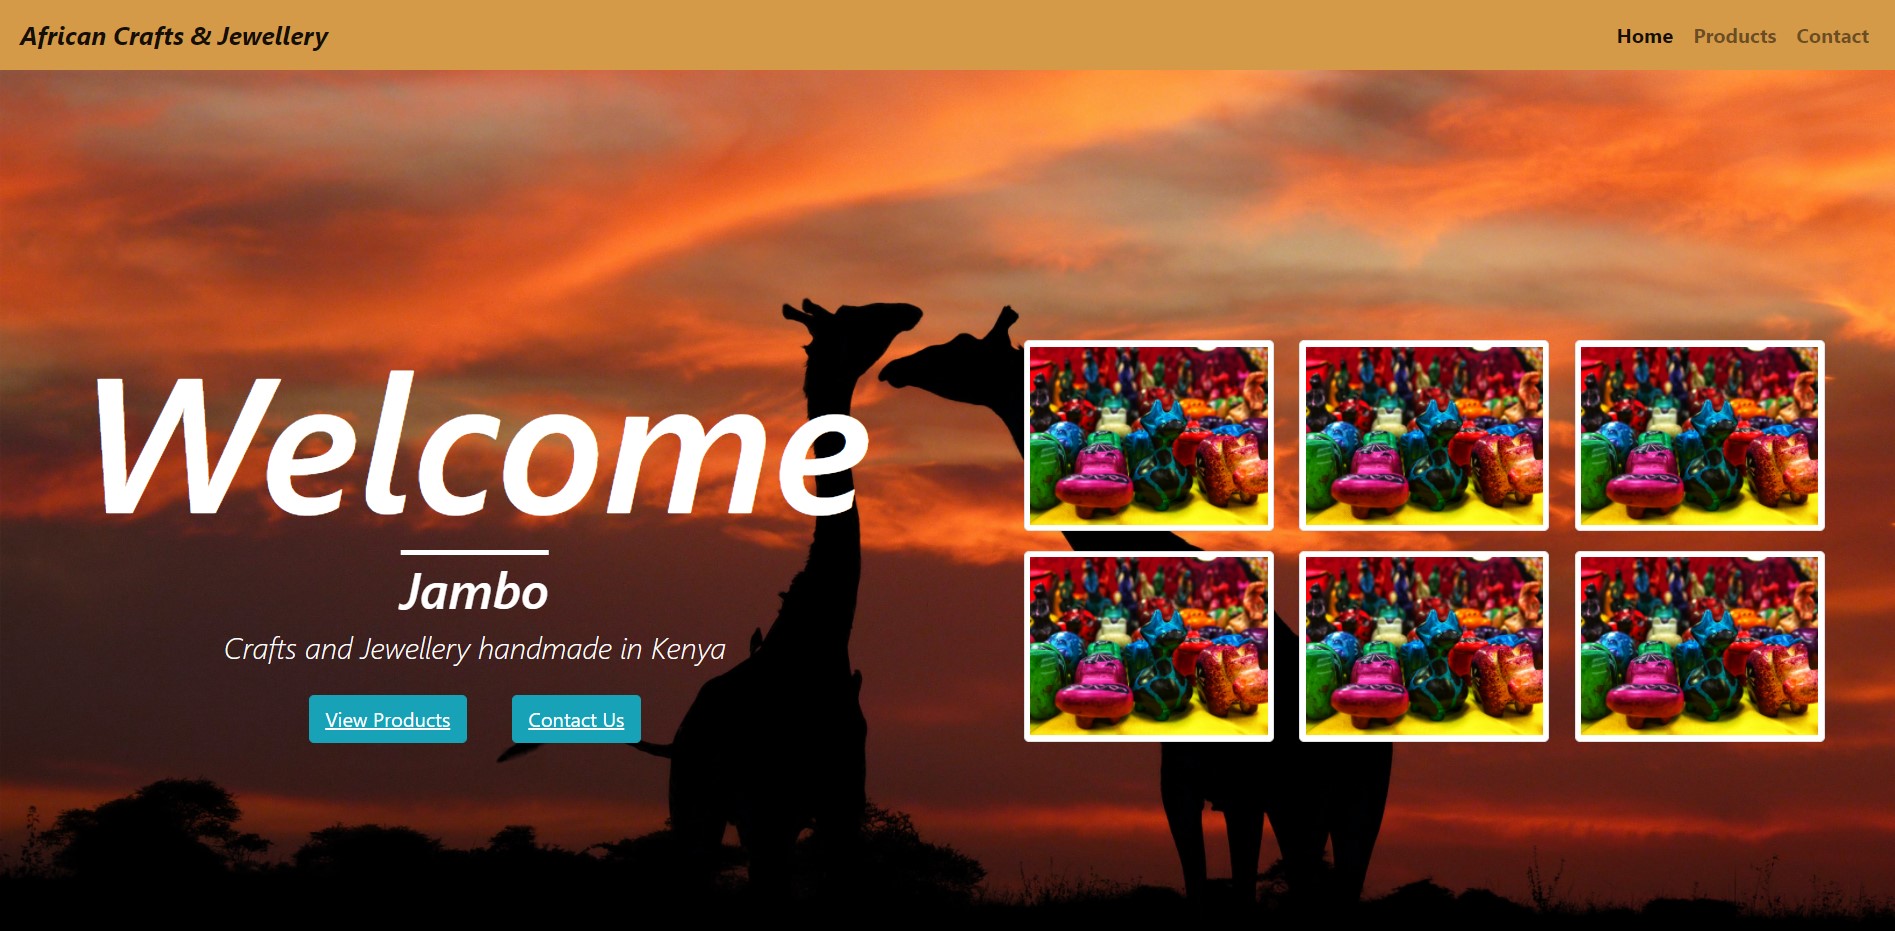 African Crafts & Jewellery
Home Products Contact
Welcome
Jambo
Crafts and Jewellery handmade in Kenya
View Products Contact Us